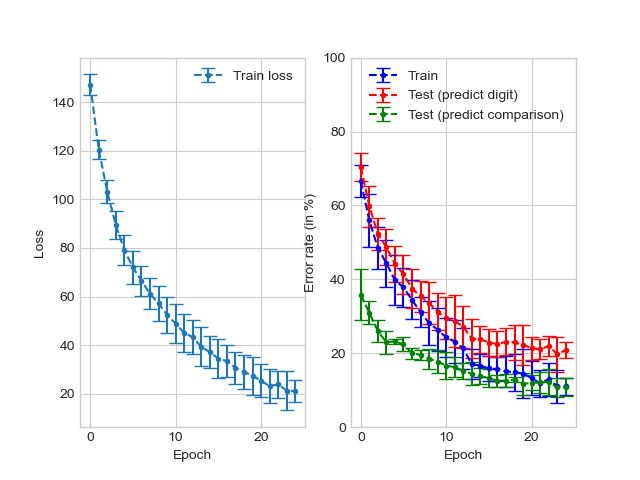 Train loss
140
120
100
80
60
40
20
0
10
20
Loss
Epoch
Train
Test (predict digit)
Test (predict comparison)
100
80
60
40
20
0
0
10
20
Error rate (in %)
Epoch